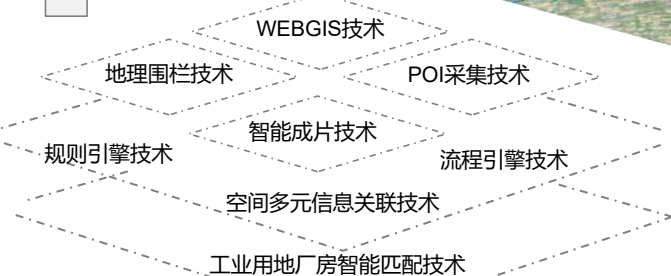 WEBGIS技术
地理围栏技术
POI采集技术
智能成片技术
规则引擎技术
流程引擎技术
空间多元信息关联技术
工业用地厂房智能匹配技术